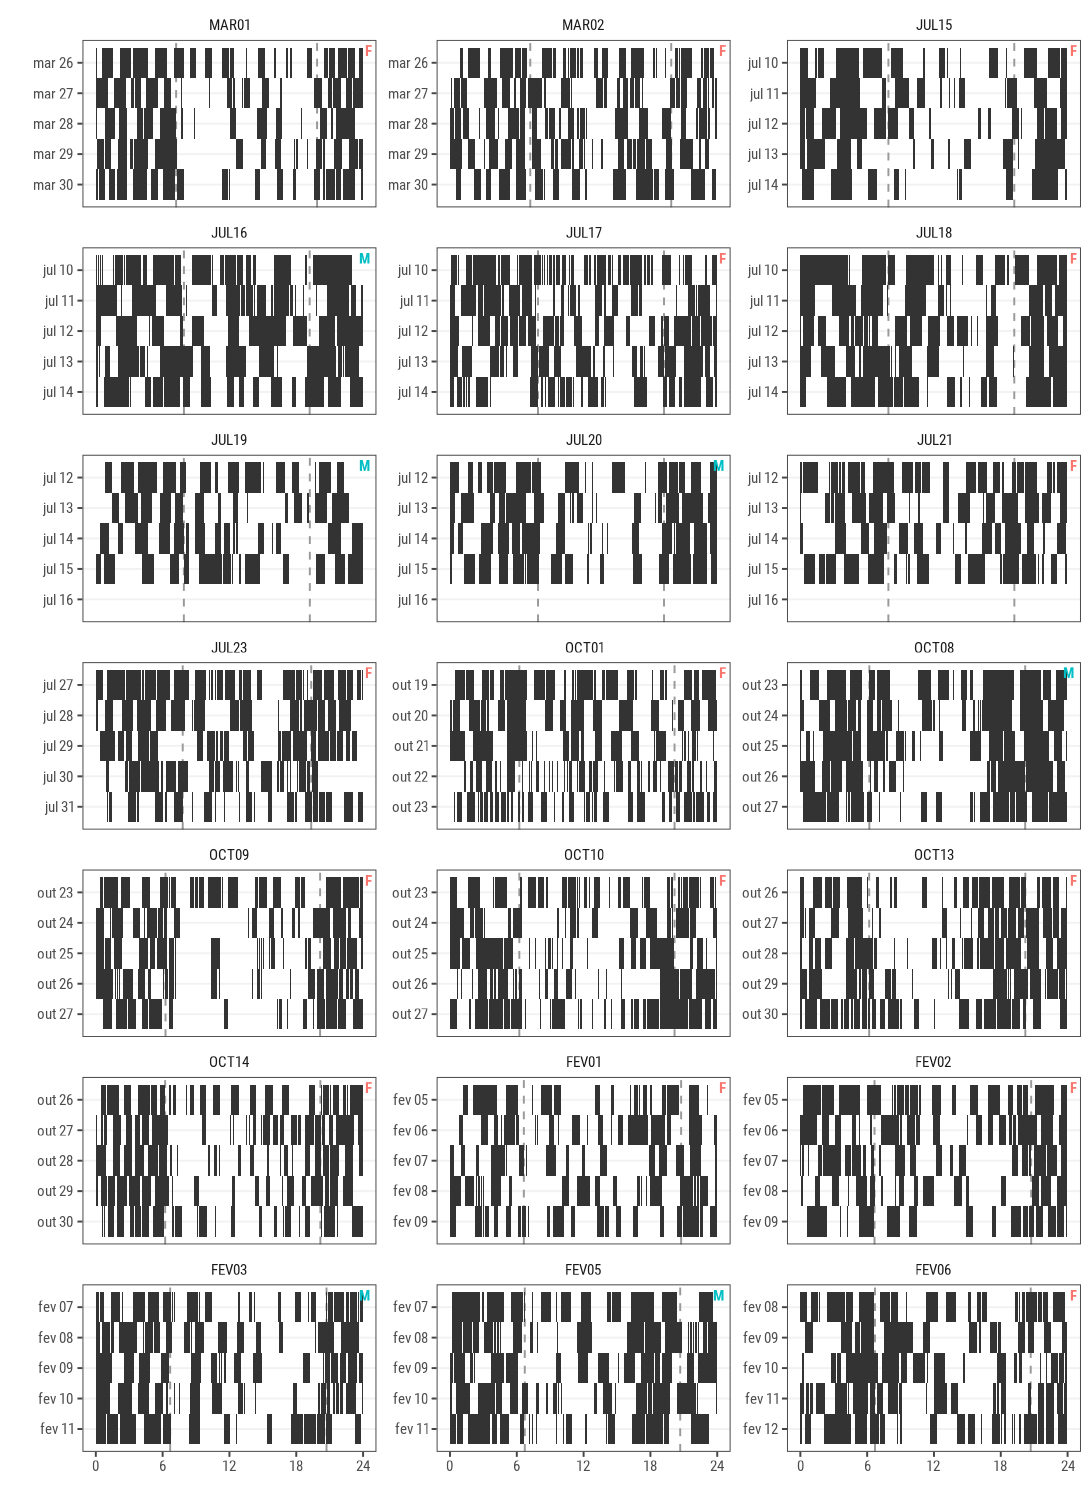 MAR01 MAR02 JUL15
mar 26 F mar 26 F jul 10 F
mar 27 mar 27 jul 11
mar 28 mar 28 jul 12
mar 29 mar 29 jul 13
mar 30 mar 30 jul 14
JUL16 JUL17 JUL18
jul 10 M jul 10 F jul 10 F
jul 11 jul 11 jul 11
jul 12 jul 12 jul 12
jul 13 jul 13 jul 13
jul 14 jul 14 jul 14
JUL19 JUL20 JUL21
jul 12 M jul 12 M jul 12 F
jul 13 jul 13 jul 13
jul 14 jul 14 jul 14
jul 15 jul 15 jul 15
jul 16 jul 16 jul 16
JUL23 OCT01 OCT08
jul 27 F out 19 F out 23 M
jul 28 out 20 out 24
jul 29 out 21 out 25
jul 30 out 22 out 26
jul 31 out 23 out 27
OCT09 OCT10 OCT13
out 23 F out 23 F out 26 F
out 24 out 24 out 27
out 25 out 25 out 28
out 26 out 26 out 29
out 27 out 27 out 30
OCT14 FEV01 FEV02
out 26 F fev 05 F fev 05 F
out 27 fev 06 fev 06
out 28 fev 07 fev 07
out 29 fev 08 fev 08
out 30 fev 09 fev 09
FEV03 FEV05 FEV06
fev 07 M fev 07 M fev 08 F
fev 08 fev 08 fev 09
fev 09 fev 09 fev 10
fev 10 fev 10 fev 11
fev 11 fev 11 fev 12
0 6 12 18 24 0 6 12 18 24 0 6 12 18 24